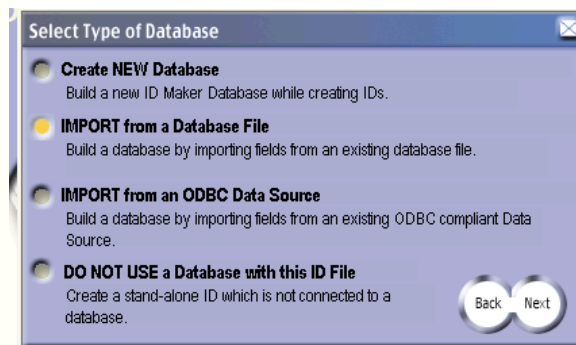 Select Type of Database
Create NEW Database
Build a new ID Maker Database while creating IDs.
IMPORT from a Database File
Build a database by importing fields from an existing database file.
IMPORT from an ODBC Data Source
Build a database by importing fields from an existing ODBC compliant Data
Source.
DO NOT USE a Database with this ID File
Create a stand-alone ID which is not connected to a
database.
Back Next